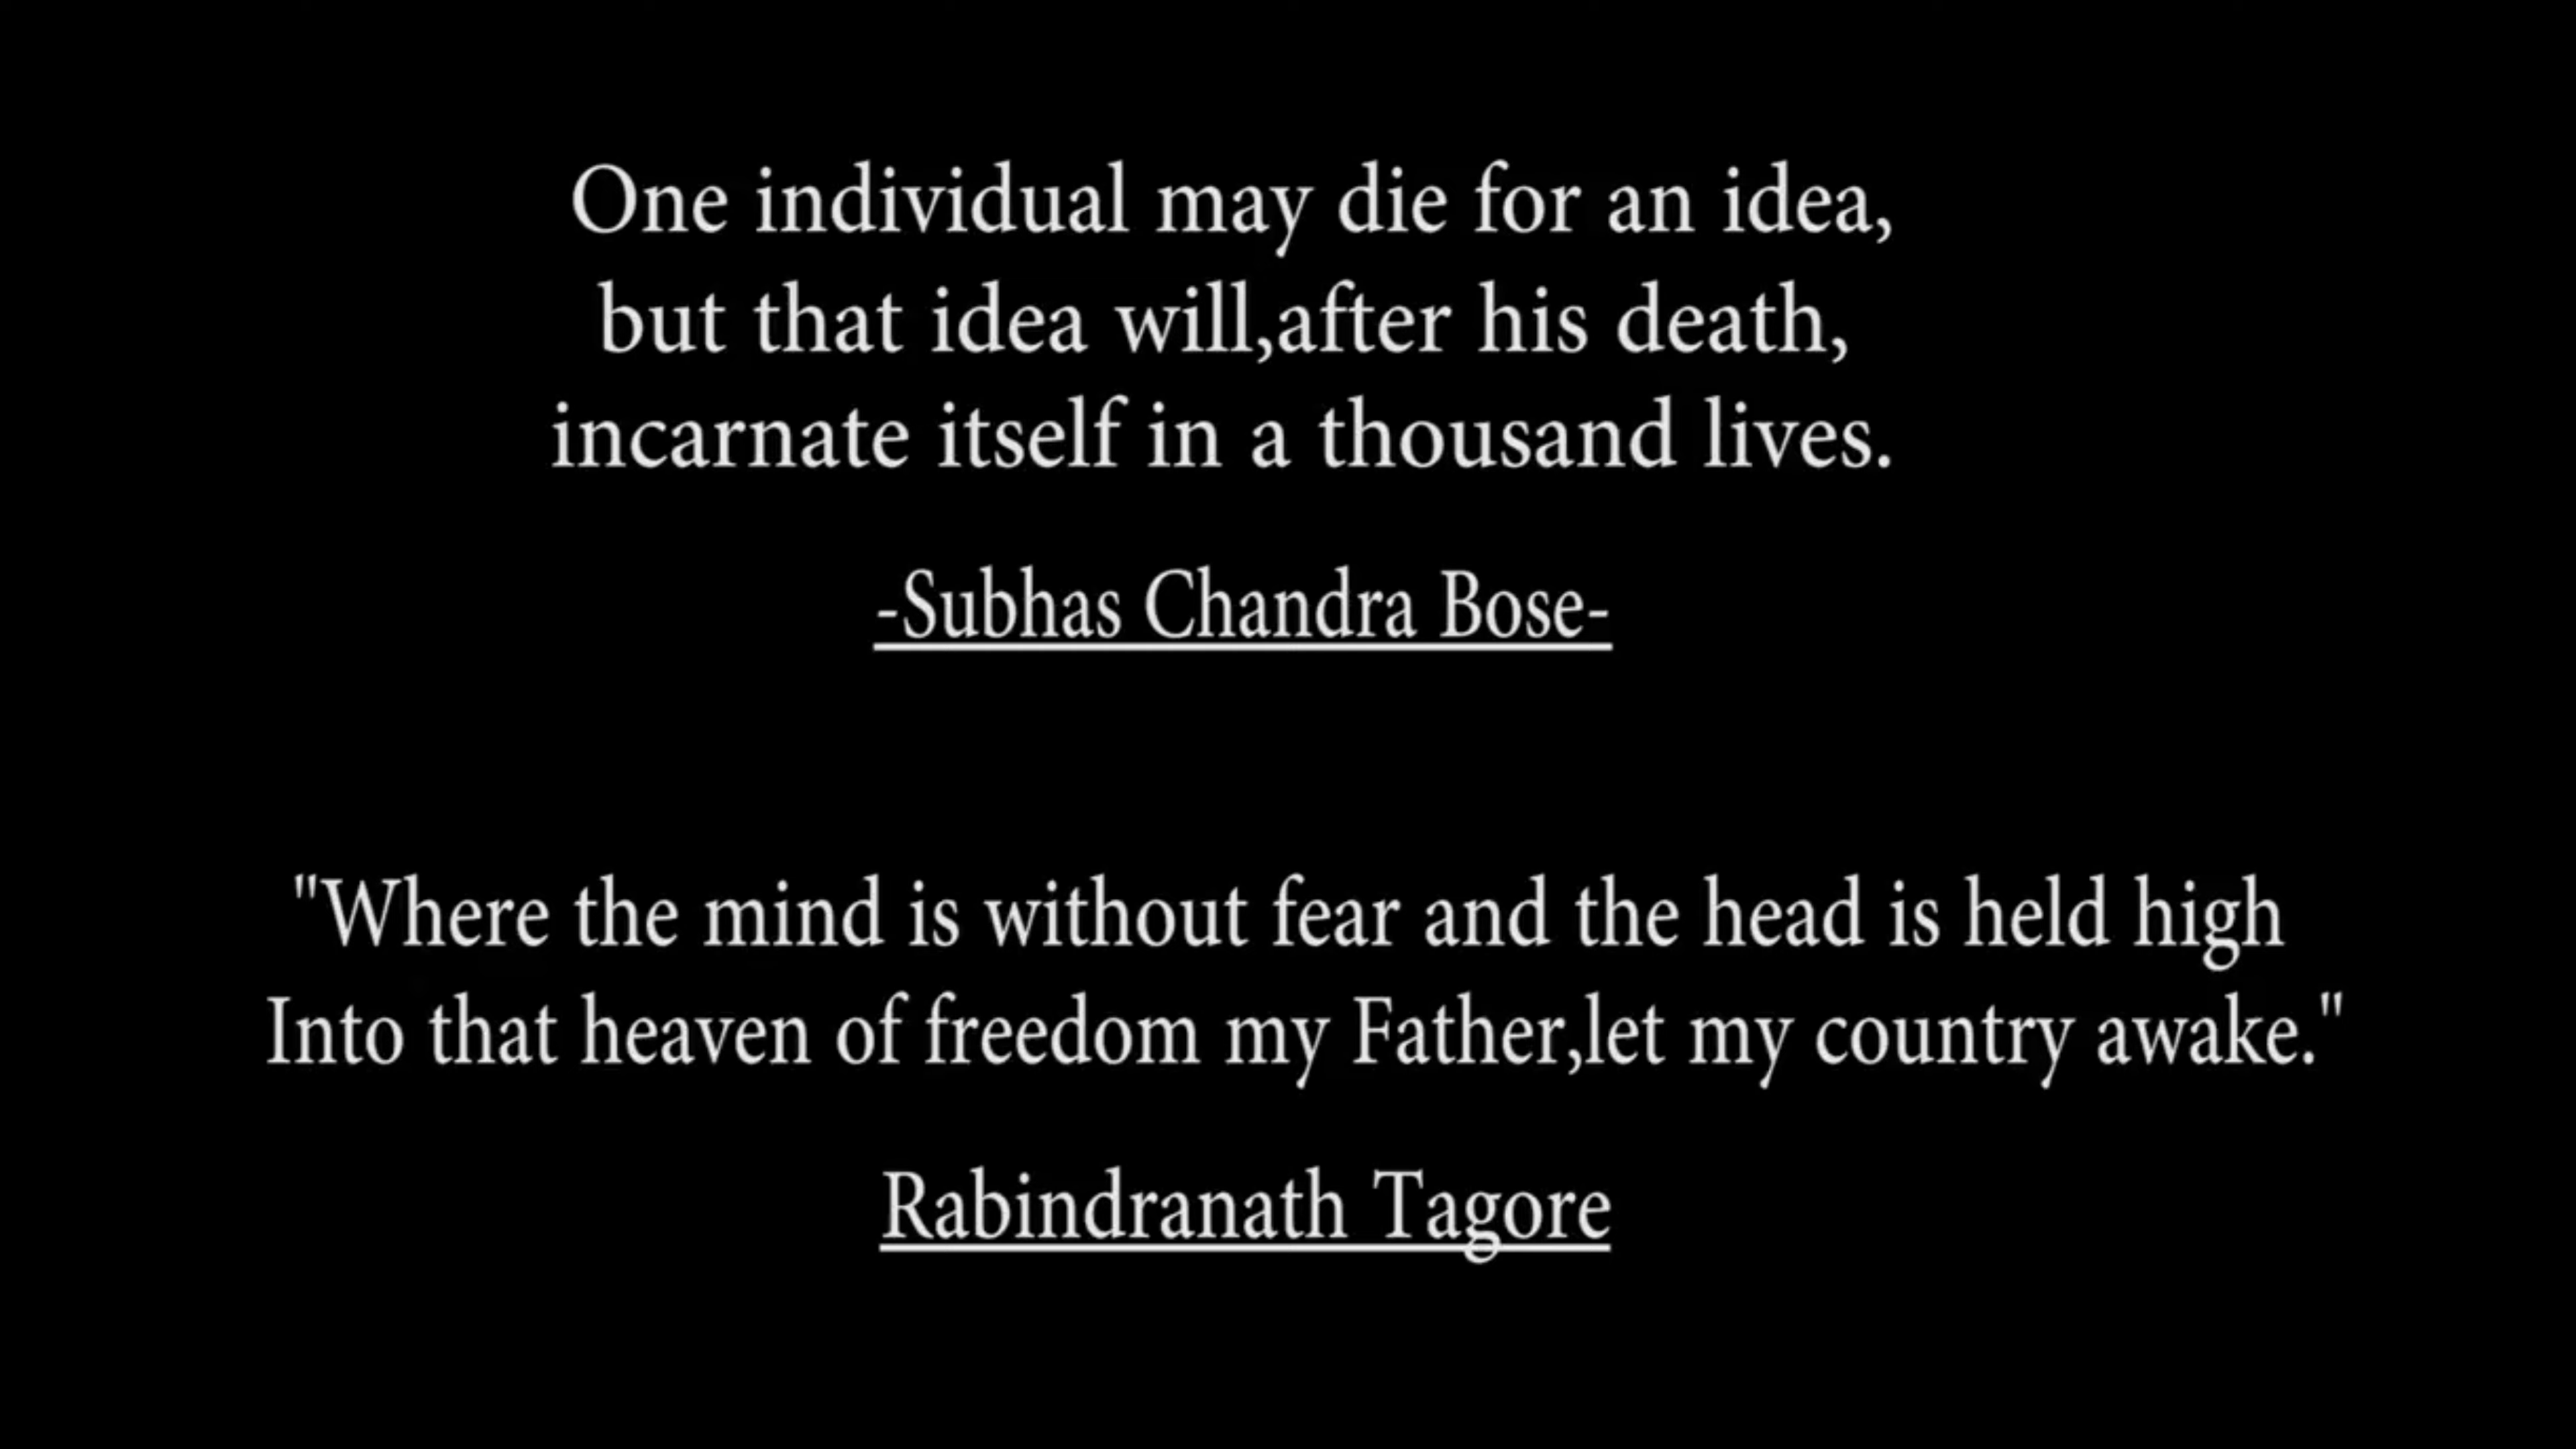 One individual may die for an idea,
but that idea will,after his death,
incarnate itself in a thousand lives.
-Subhas Chandra Bose-
"Where the mind is without fear and the head is held high
Into that heaven of freedom my Father,let my country awake."
Rabindranath Tagore